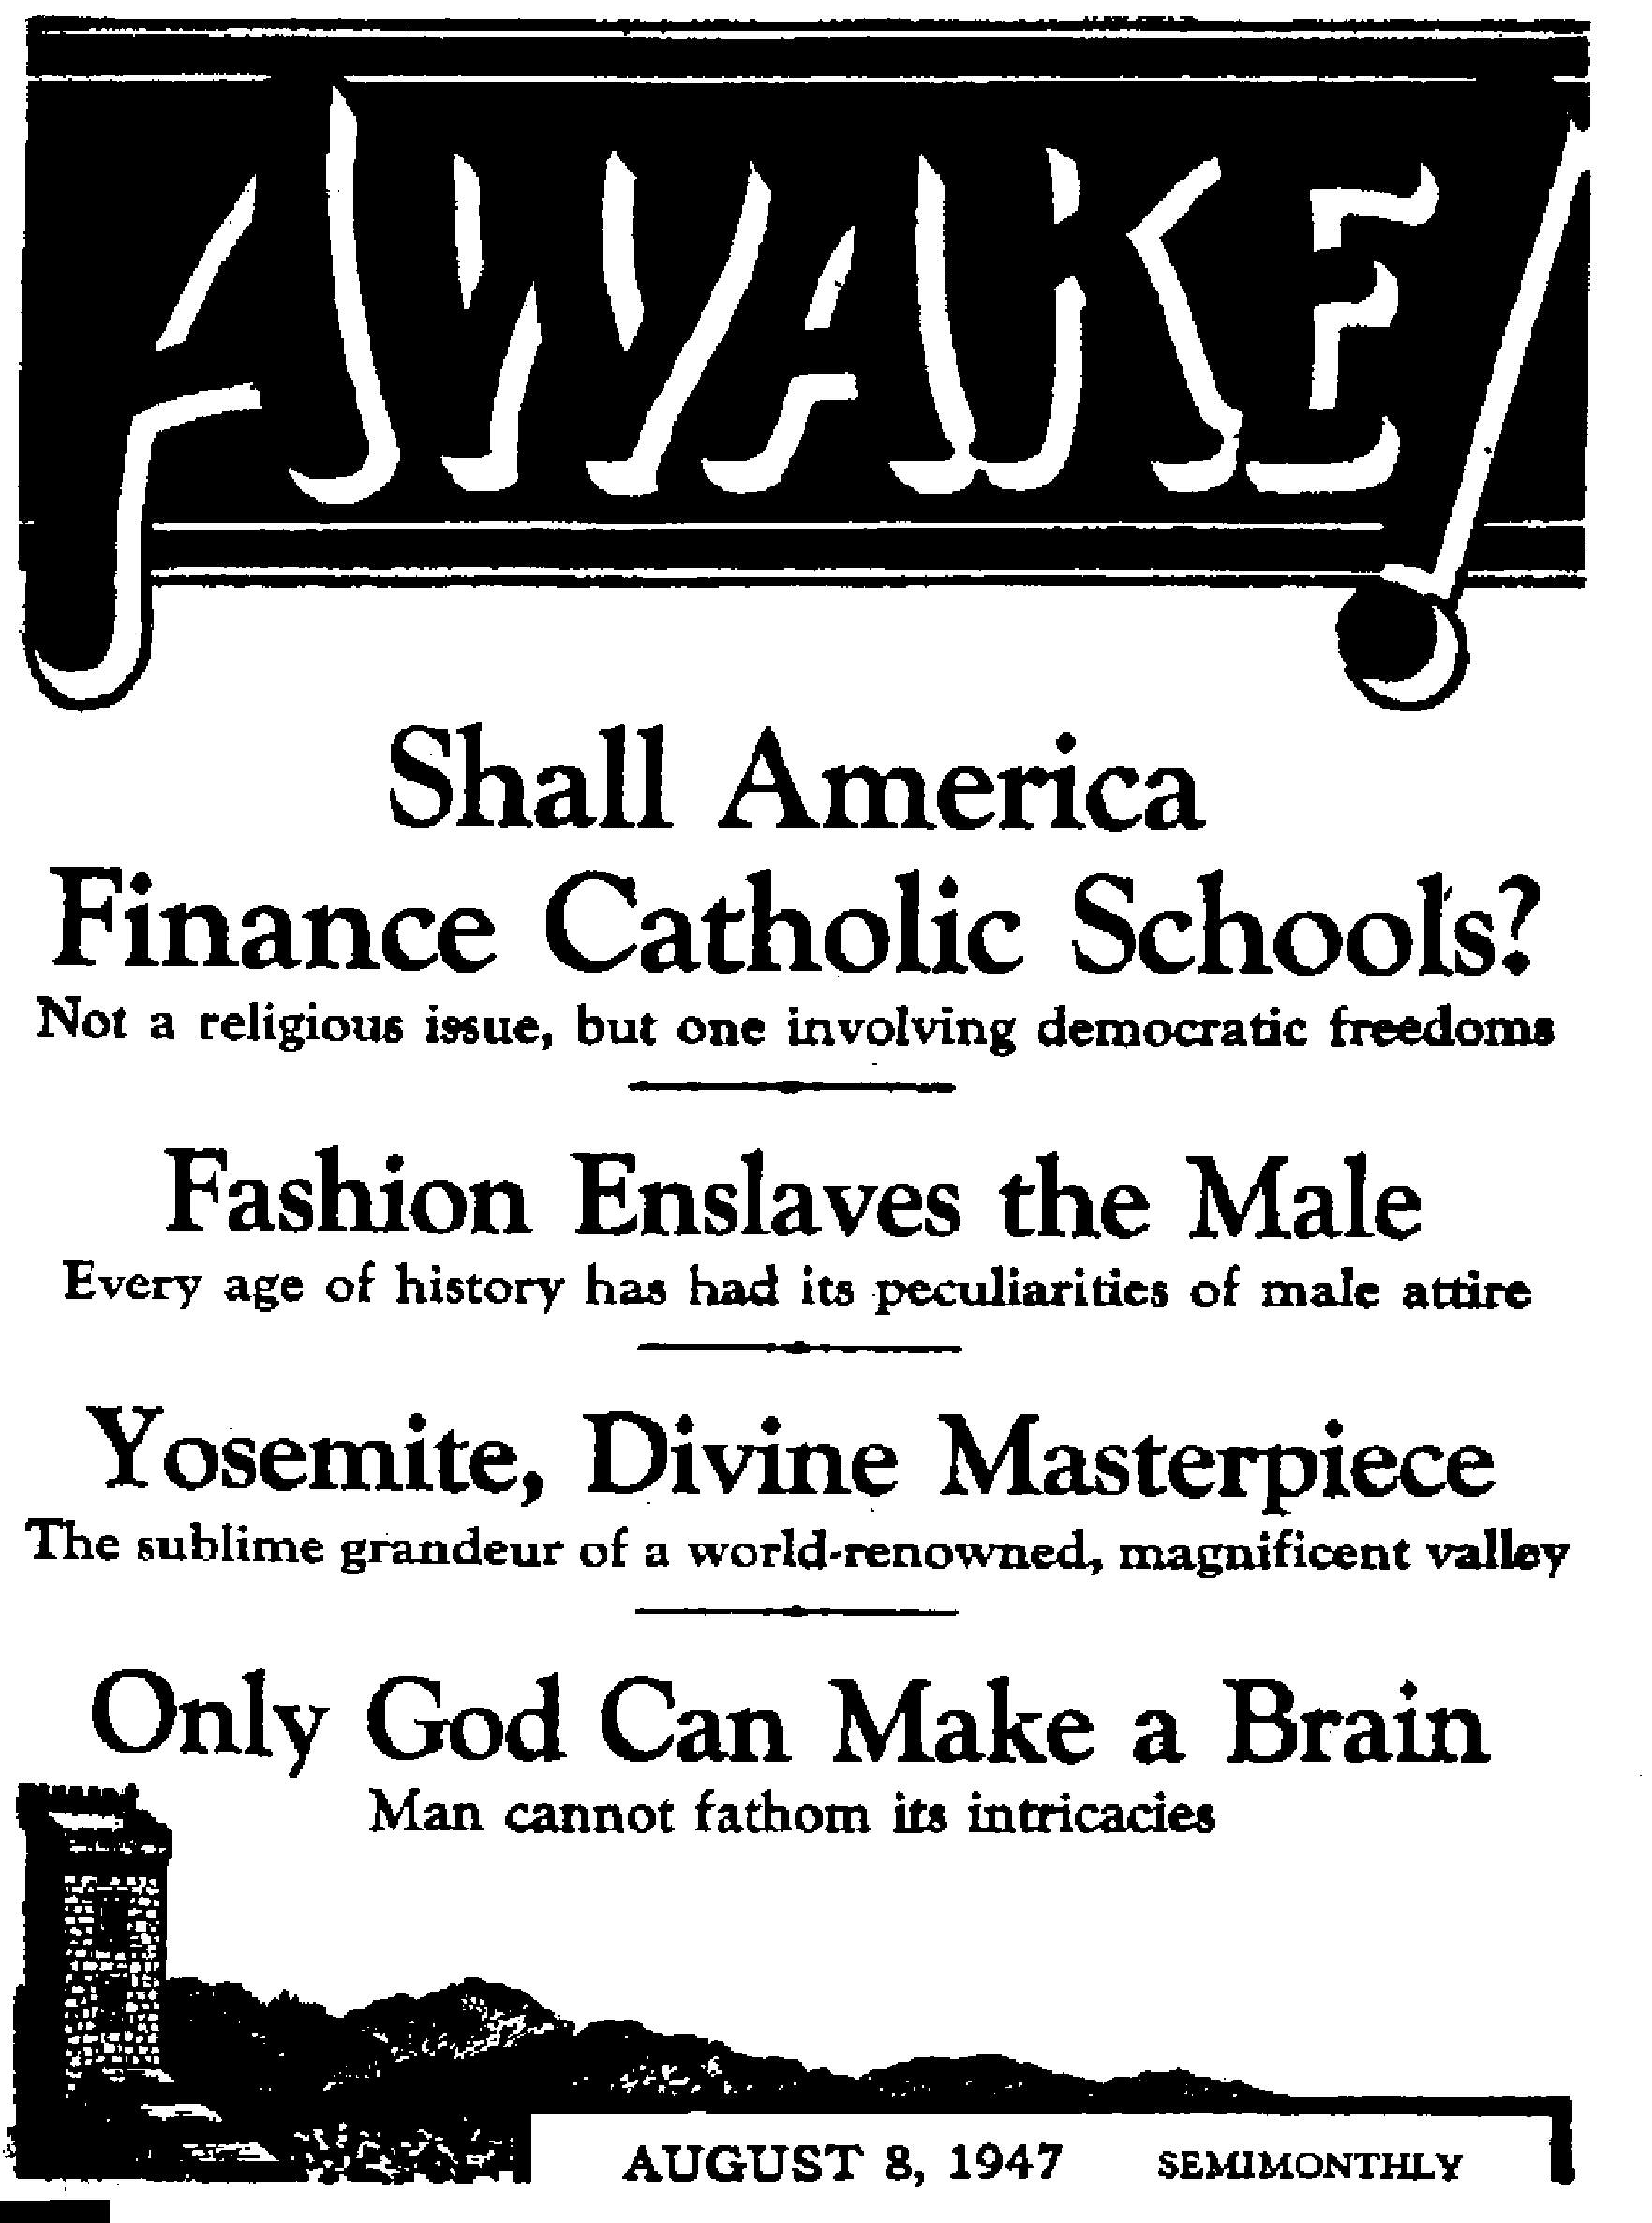 AWAKE!
Shall America
Finance Catholic Schools?
Not a religious issue, but one involving democratic freedoms
Fashion Enslaves the Male
Every age of history has had its peculiarities of male attire
Yosemite, Divine Masterpiece
The sublime grandeur of a world-renowned, magnificent valley
Only God Can Make a Brain
Man cannot fathom its intricacies
AUGUST 8, 1947 SEMIMONTHLY